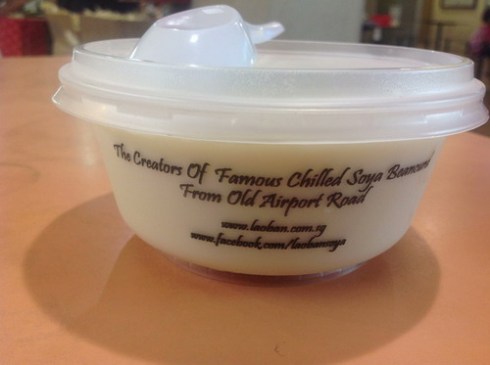 The Creators Of Famous Chilled Soya Beancurd
From Old Airport Road
www.laoban.com.sg
www.facebook.com/laobansoya